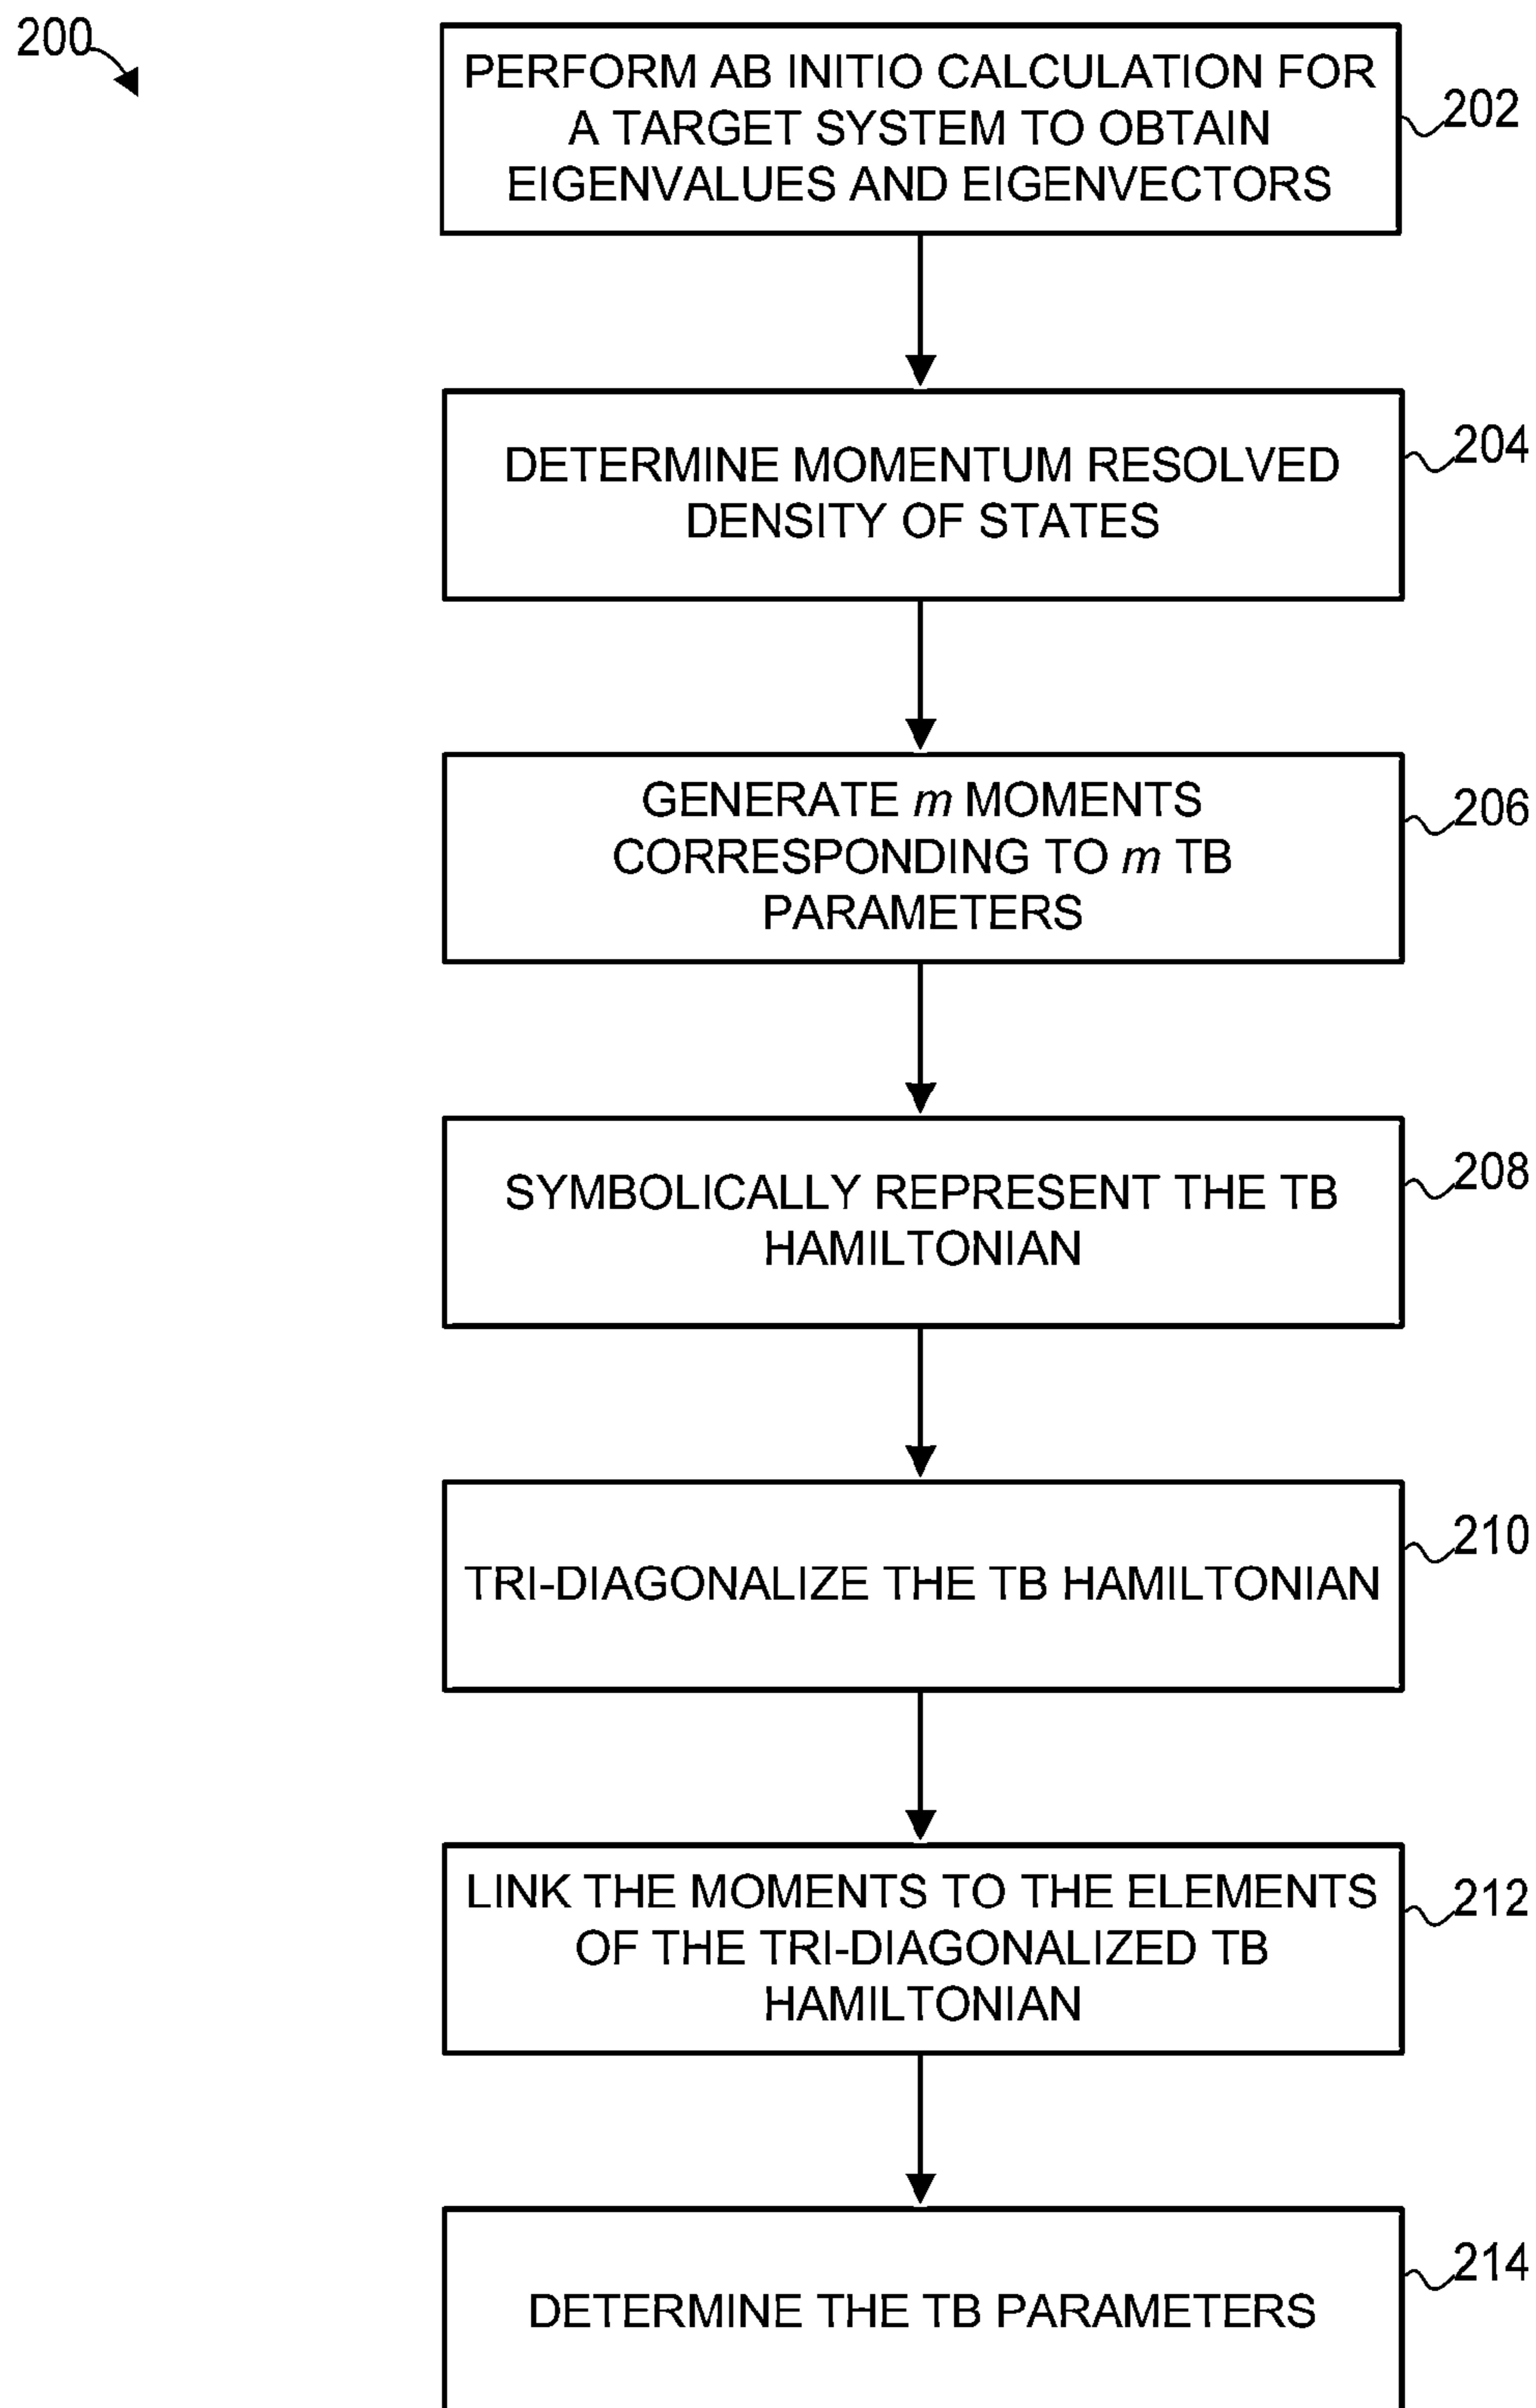 200
PERFORM AB INITIO CALCULATION FOR
A TARGET SYSTEM TO OBTAIN
EIGENVALUES AND EIGENVECTORS
202
DETERMINE MOMENTUM RESOLVED
DENSITY OF STATES
204
GENERATE m MOMENTS
CORRESPONDING TO m TB
PARAMETERS
206
SYMBOLICALLY REPRESENT THE TB
HAMILTONIAN
208
TRI-DIAGONALIZE THE TB HAMILTONIAN
210
LINK THE MOMENTS TO THE ELEMENTS
OF THE TRI-DIAGONALIZED TB
HAMILTONIAN
212
DETERMINE THE TB PARAMETERS
214